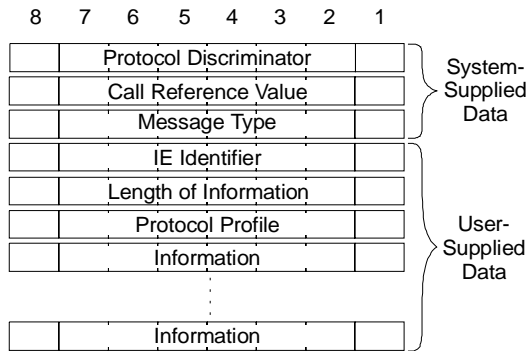 8 7 6 5 4 3 2 1
Protocol Discriminator
Call Reference Value
Message Type
System-
Supplied
Data
IE Identifier
Length of Information
Protocol Profile
Information
Information
User-
Supplied
Data